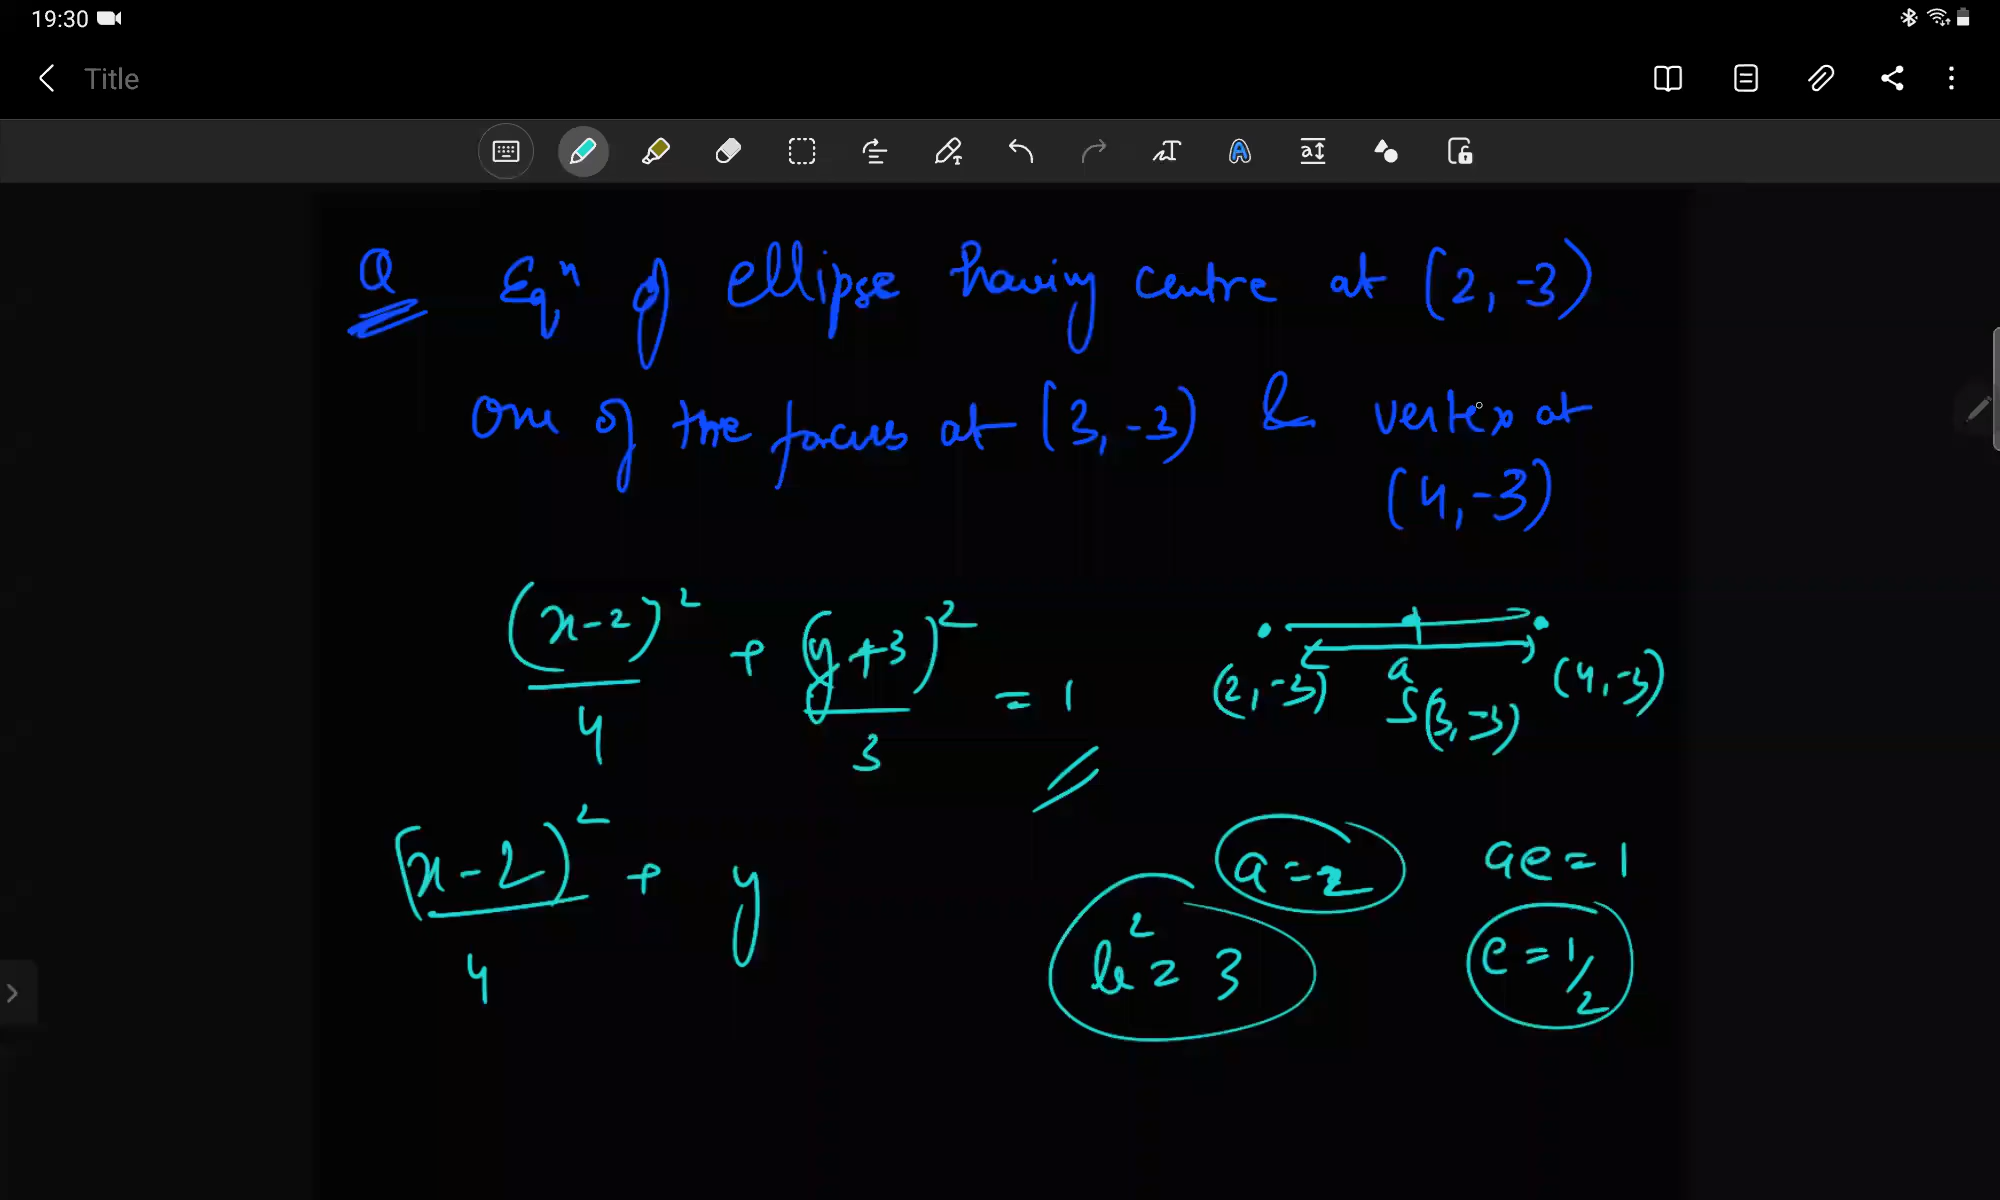 19:30
Title
Q Eqⁿ of ellipse having centre at (2, -3)
one of the focus at (3, -3) & vertex at
(4, -3)
(x-2)²/4 + (y+3)²/3 = 1
(2, -3) a (4, -3)
S(3, -3)
(x-2)²/4 + y
a = 2 ae = 1
b² = 3 e = 1/2